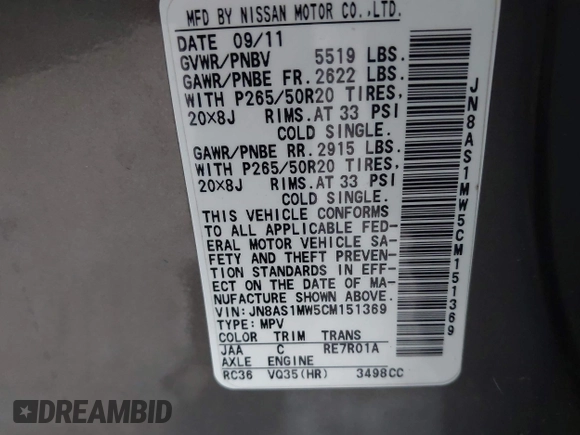 MFD BY NISSAN MOTOR CO.,LTD.
DATE 09/11
GVWR/PNBV 5519 LBS.
GAWR/PNBE FR. 2622 LBS.
WITH P265/50R20 TIRES,
20×8J RIMS.AT 33 PSI
COLD SINGLE.
GAWR/PNBE RR. 2915 LBS.
WITH P265/50R20 TIRES,
20×8J RIMS.AT 33 PSI
COLD SINGLE.
THIS VEHICLE CONFORMS
TO ALL APPLICABLE FED-
ERAL MOTOR VEHICLE SA-
FETY AND THEFT PREVEN-
TION STANDARDS IN EFF-
ECT ON THE DATE OF MA-
NUFACTURE SHOWN ABOVE.
VIN: JN8AS1MW5CM151369
TYPE: MPV
COLOR TRIM TRANS
JAA C RE7R01A
AXLE ENGINE
RC36 VQ35(HR) 3498CC
JN8AS1MW5CM151369
DREAMBID